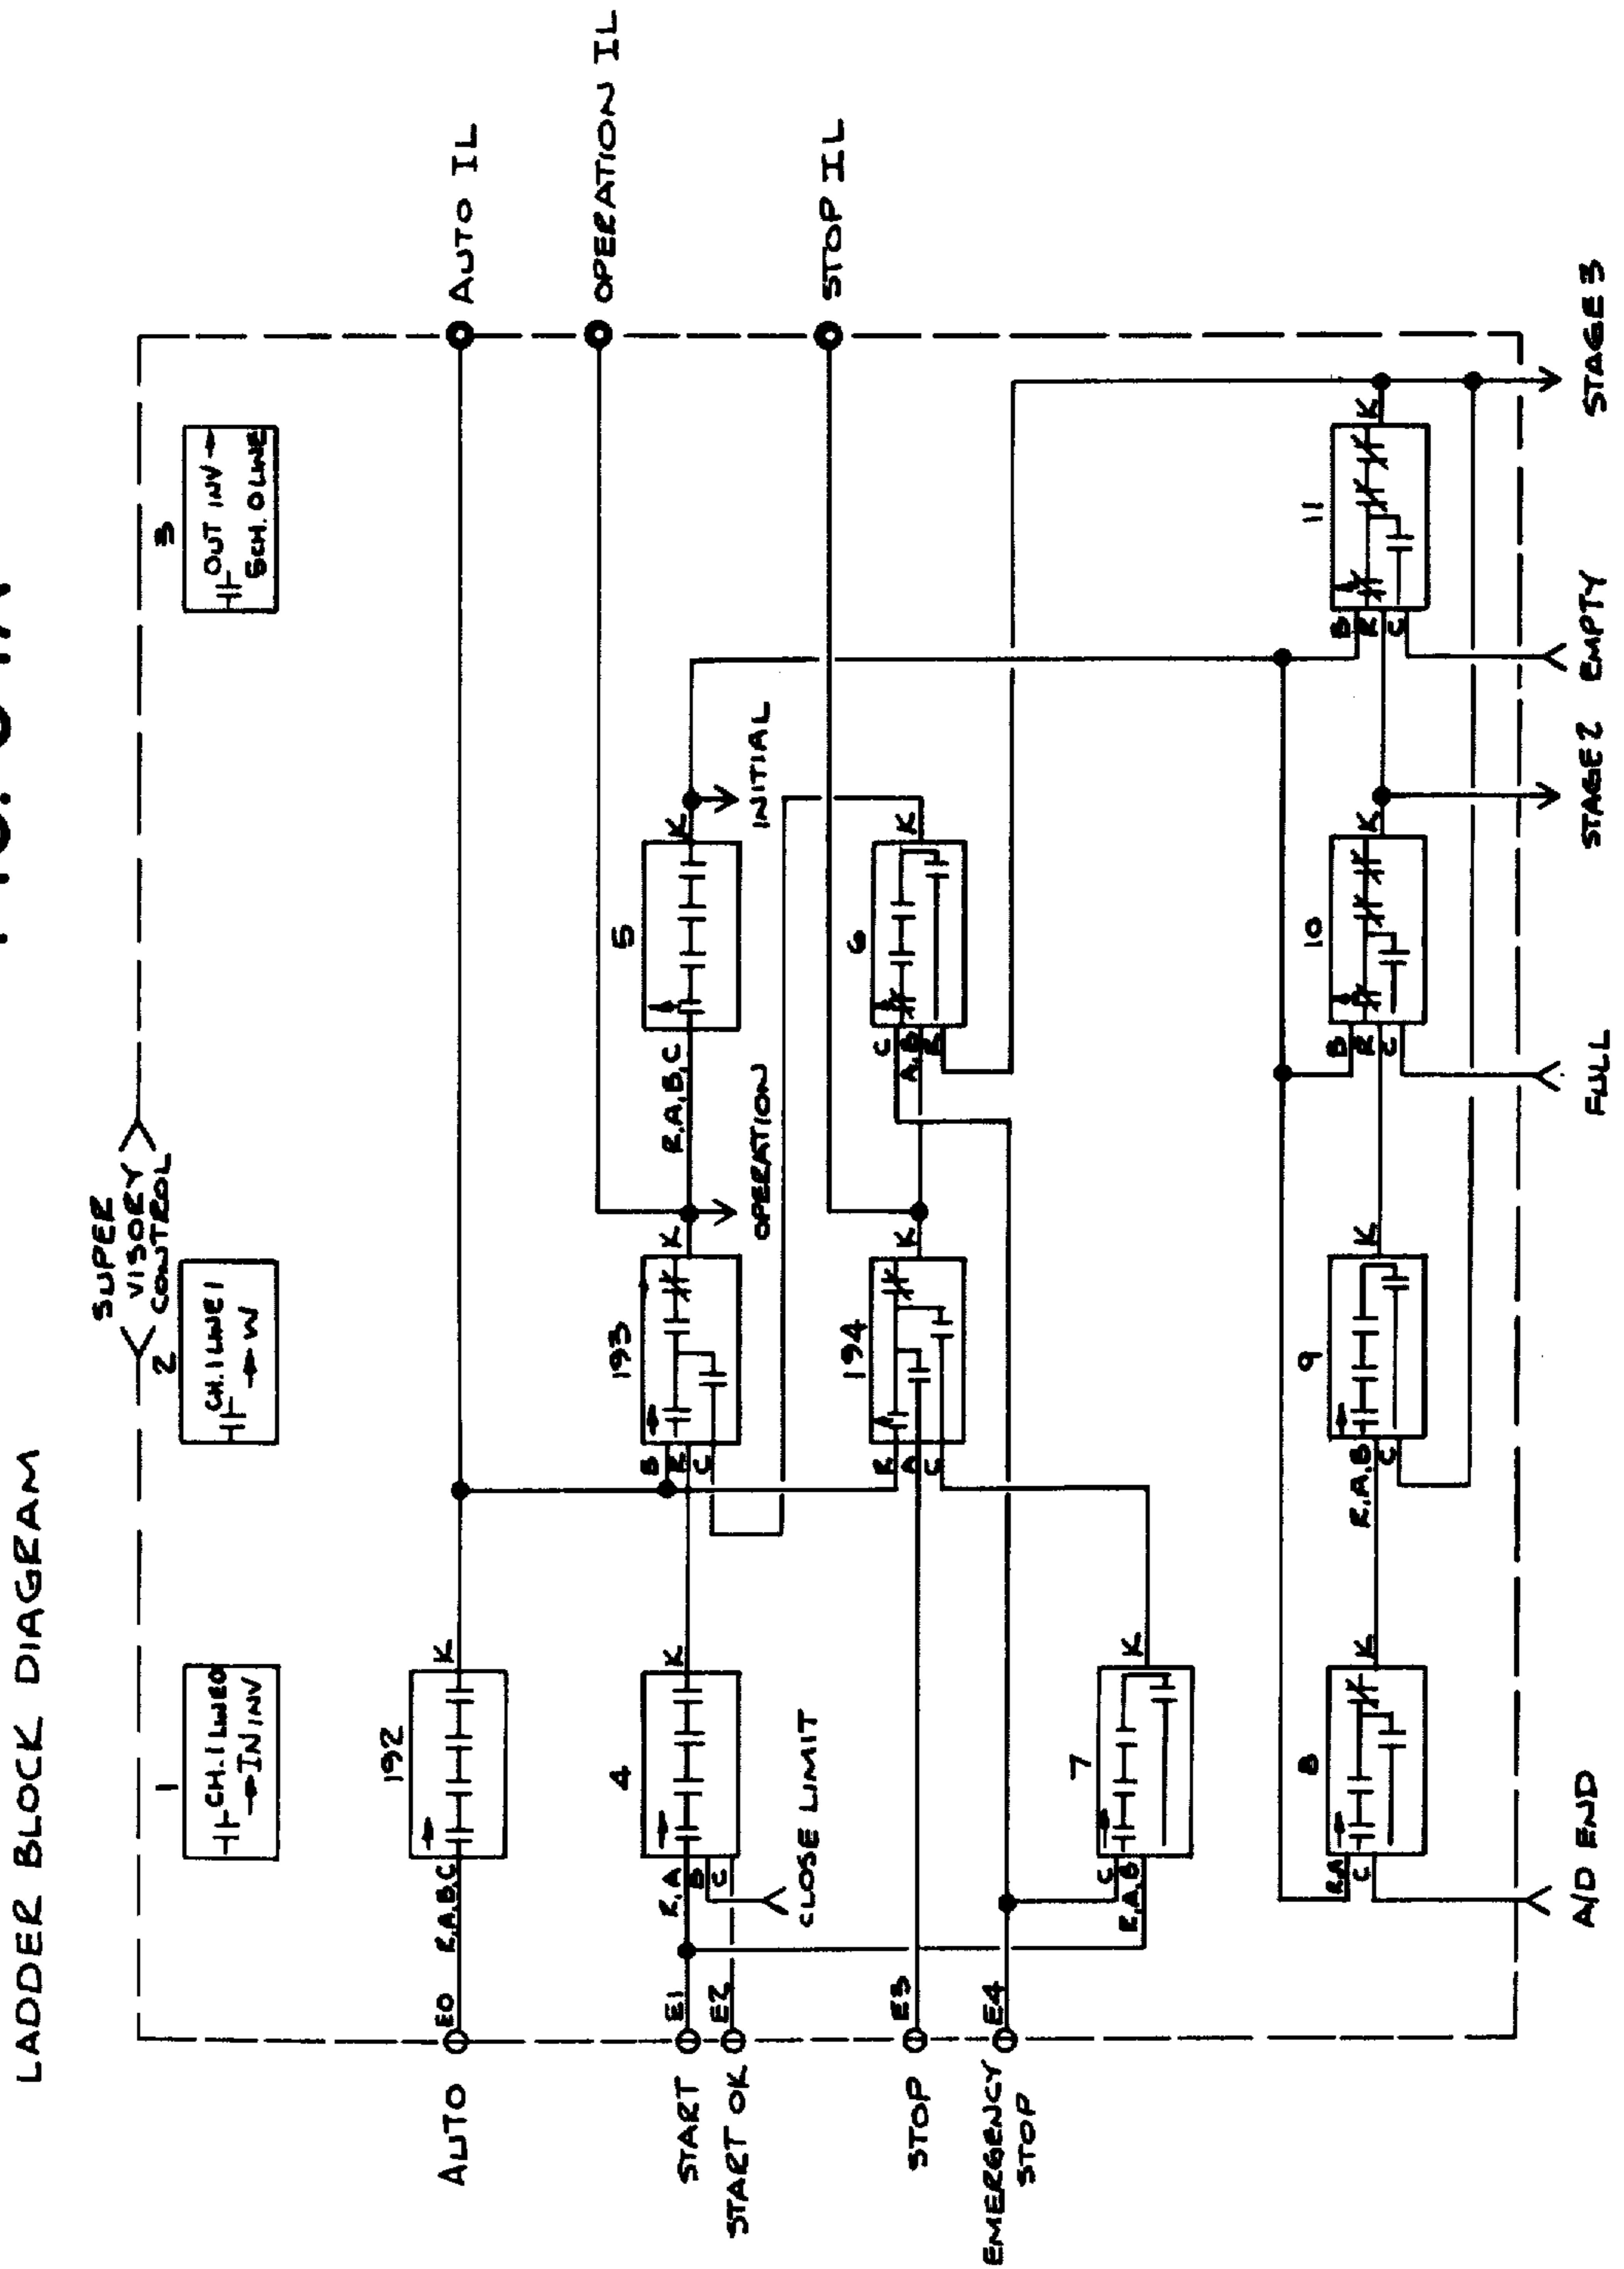 LADDER BLOCK DIAGRAM
SUPER
VISORY
CONTROL
1
CH.1 LINE0
IN INV
2
CH.1 LINE 1
W
3
OUT INV
SCH.0 LINE
AUTO
E0
R,A,B,C
192
K
AUTO IL
START
E1
R,A
START OK
E2
B
C
4
K
CLOSE LIMIT
B
R
C
193
K
OPERATION
R,A,B,C
5
K
INITIAL
OPERATION IL
STOP
E3
R
A
C
194
K
C
A,B
R
6
K
STOP IL
EMERGENCY
STOP
E4
C
R,A,B
7
K
R,A
C
8
K
R,A,B
C
9
K
B
R
C
10
K
B
R
C
11
K
A/D END
FULL
STAGE 2
EMPTY
STAGE 3